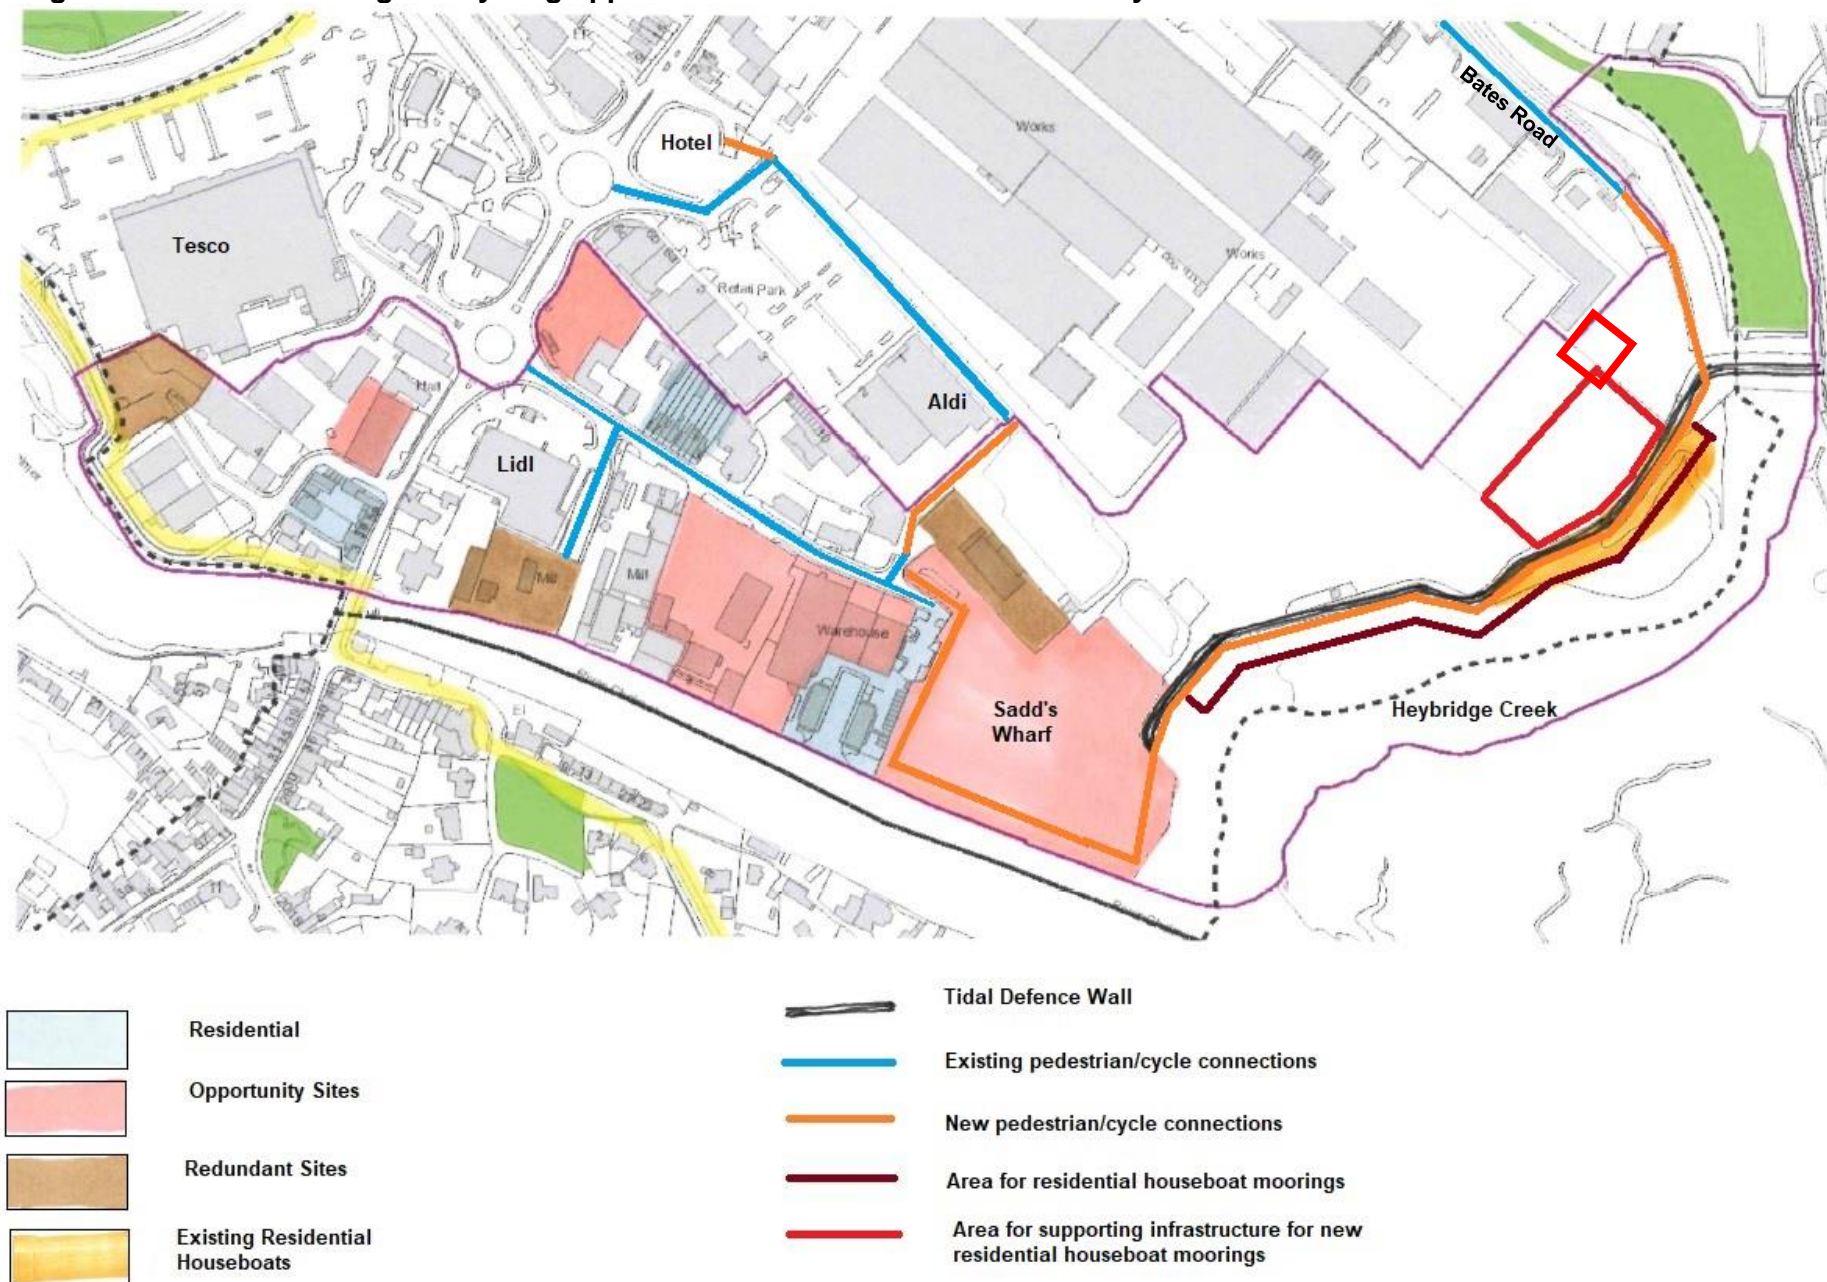 Hotel
Works
Bates Road
Tesco
Works
Retail Park
Hall
Aldi
Lidl
Mill
Mill
Warehouse
Sadd's
Wharf
Heybridge Creek
El
Residential
Opportunity Sites
Redundant Sites
Existing Residential
Houseboats
Tidal Defence Wall
Existing pedestrian/cycle connections
New pedestrian/cycle connections
Area for residential houseboat moorings
Area for supporting infrastructure for new
residential houseboat moorings